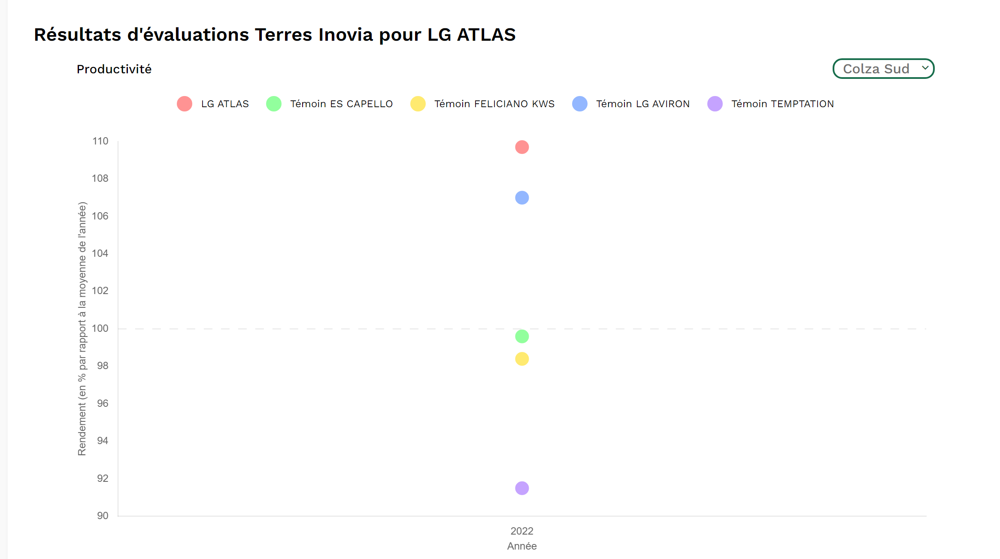 Résultats d'évaluations Terres Inovia pour LG ATLAS
Productivité
Colza Sud
LG ATLAS
Témoin ES CAPELLO
Témoin FELICIANO KWS
Témoin LG AVIRON
Témoin TEMPTATION
Rendement (en % par rapport à la moyenne de l'année)
110
108
106
104
102
100
98
96
94
92
90
2022
Année